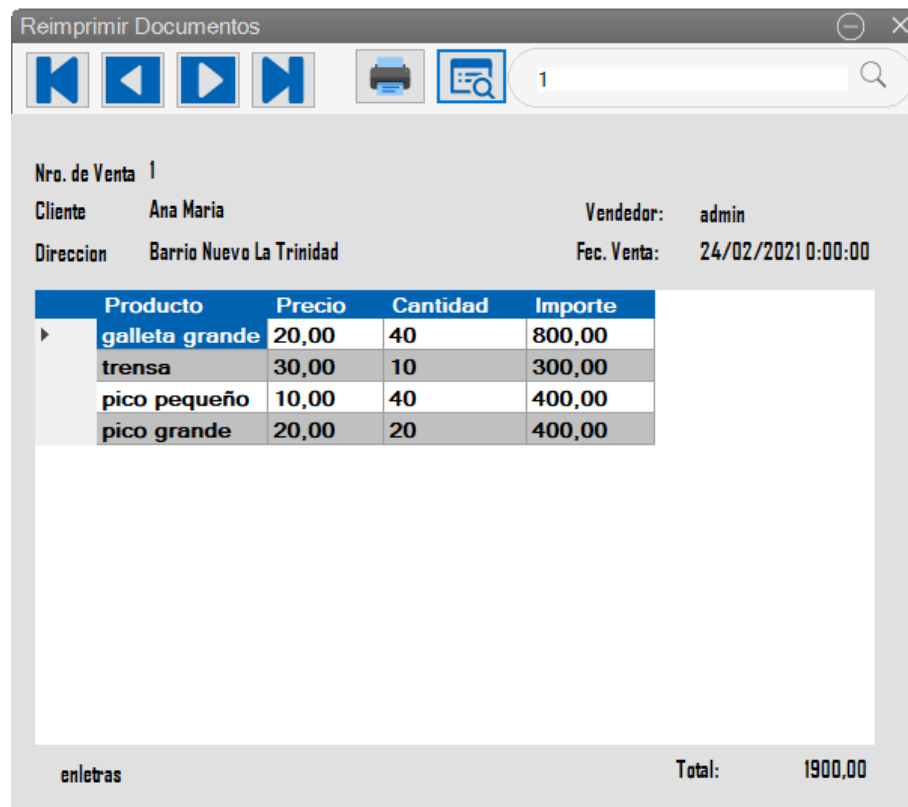 Reimprimir Documentos
1
Nro. de Venta 1
Cliente Ana Maria Vendedor: admin
Direccion Barrio Nuevo La Trinidad Fec. Venta: 24/02/2021 0:00:00
Producto Precio Cantidad Importe
galleta grande 20,00 40 800,00
trensa 30,00 10 300,00
pico pequeño 10,00 40 400,00
pico grande 20,00 20 400,00
enletras Total: 1900,00